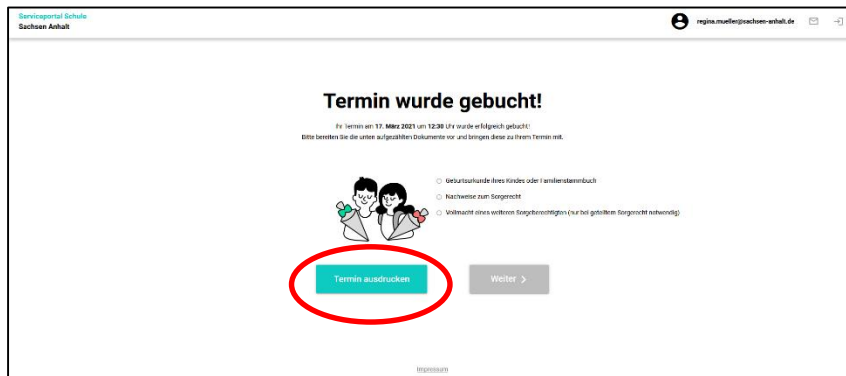 Serviceportal Schule
Sachsen Anhalt
regina.mueller@sachsen-anhalt.de
Termin wurde gebucht!
Ihr Termin am 17. März 2021 um 12:30 Uhr wurde erfolgreich gebucht!
Bitte bereiten Sie die unten aufgezählten Dokumente vor und bringen diese zu Ihrem Termin mit.
Geburtsurkunde ihres Kindes oder Familienstammbuch
Nachweise zum Sorgerecht
Vollmacht eines weiteren Sorgeberechtigten (nur bei geteiltem Sorgerecht notwendig)
Termin ausdrucken
Weiter
Impressum